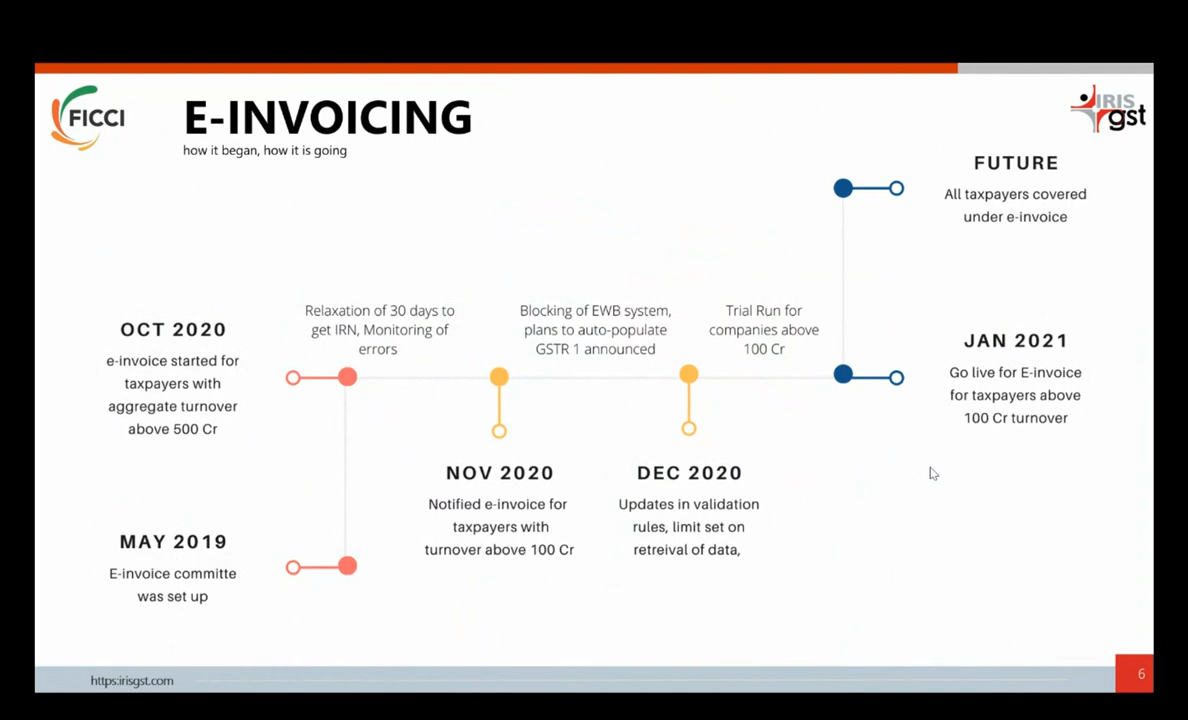 FICCI
E-INVOICING
how it began, how it is going
IRIS
gst
FUTURE
All taxpayers covered
under e-invoice
Relaxation of 30 days to
get IRN, Monitoring of
errors
Blocking of EWB system,
plans to auto-populate
GSTR 1 announced
Trial Run for
companies above
100 Cr
OCT 2020
e-invoice started for
taxpayers with
aggregate turnover
above 500 Cr
JAN 2021
Go live for E-invoice
for taxpayers above
100 Cr turnover
NOV 2020
Notified e-invoice for
taxpayers with
turnover above 100 Cr
DEC 2020
Updates in validation
rules, limit set on
retreival of data,
MAY 2019
E-invoice committe
was set up
https:irisgst.com
6